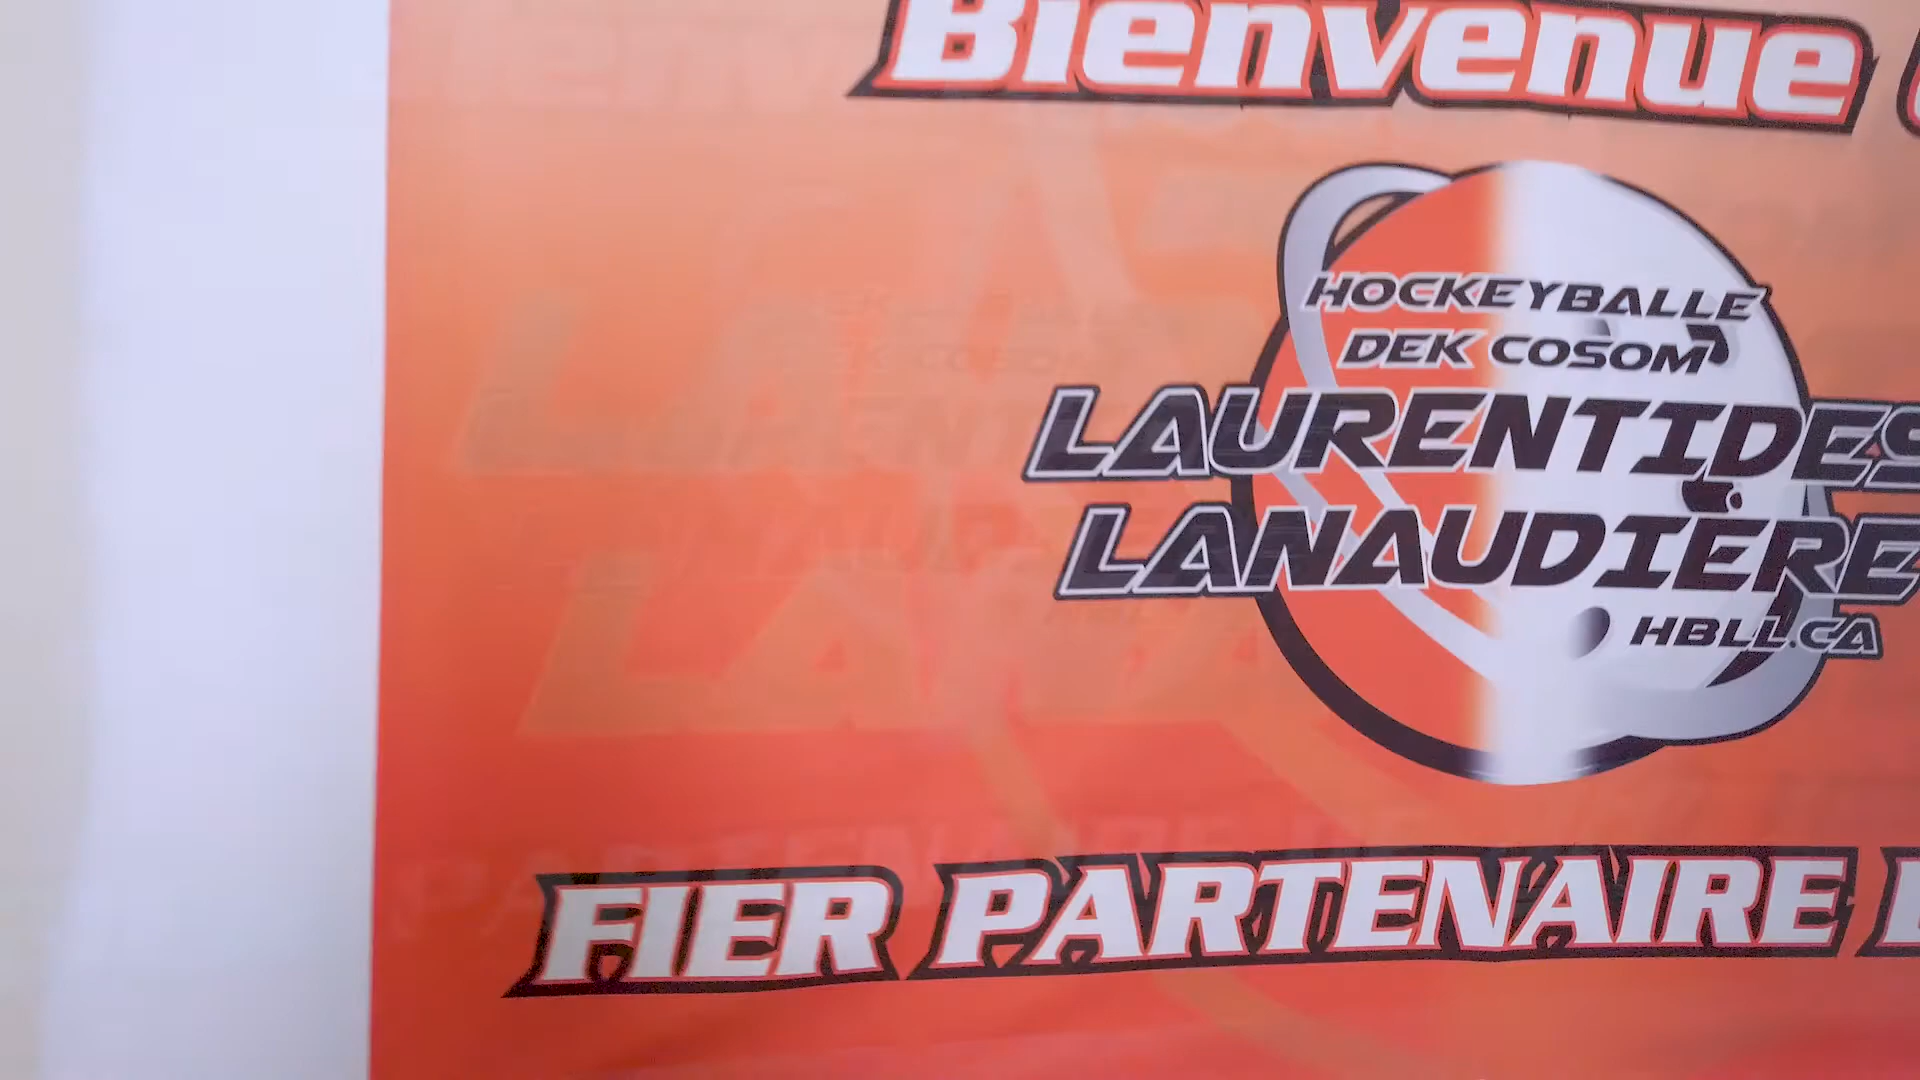 Bienvenue
HOCKEYBALLE
DEK COSOM
LAURENTIDES
LANAUDIÈRE
HBLL.CA
FIER PARTENAIRE